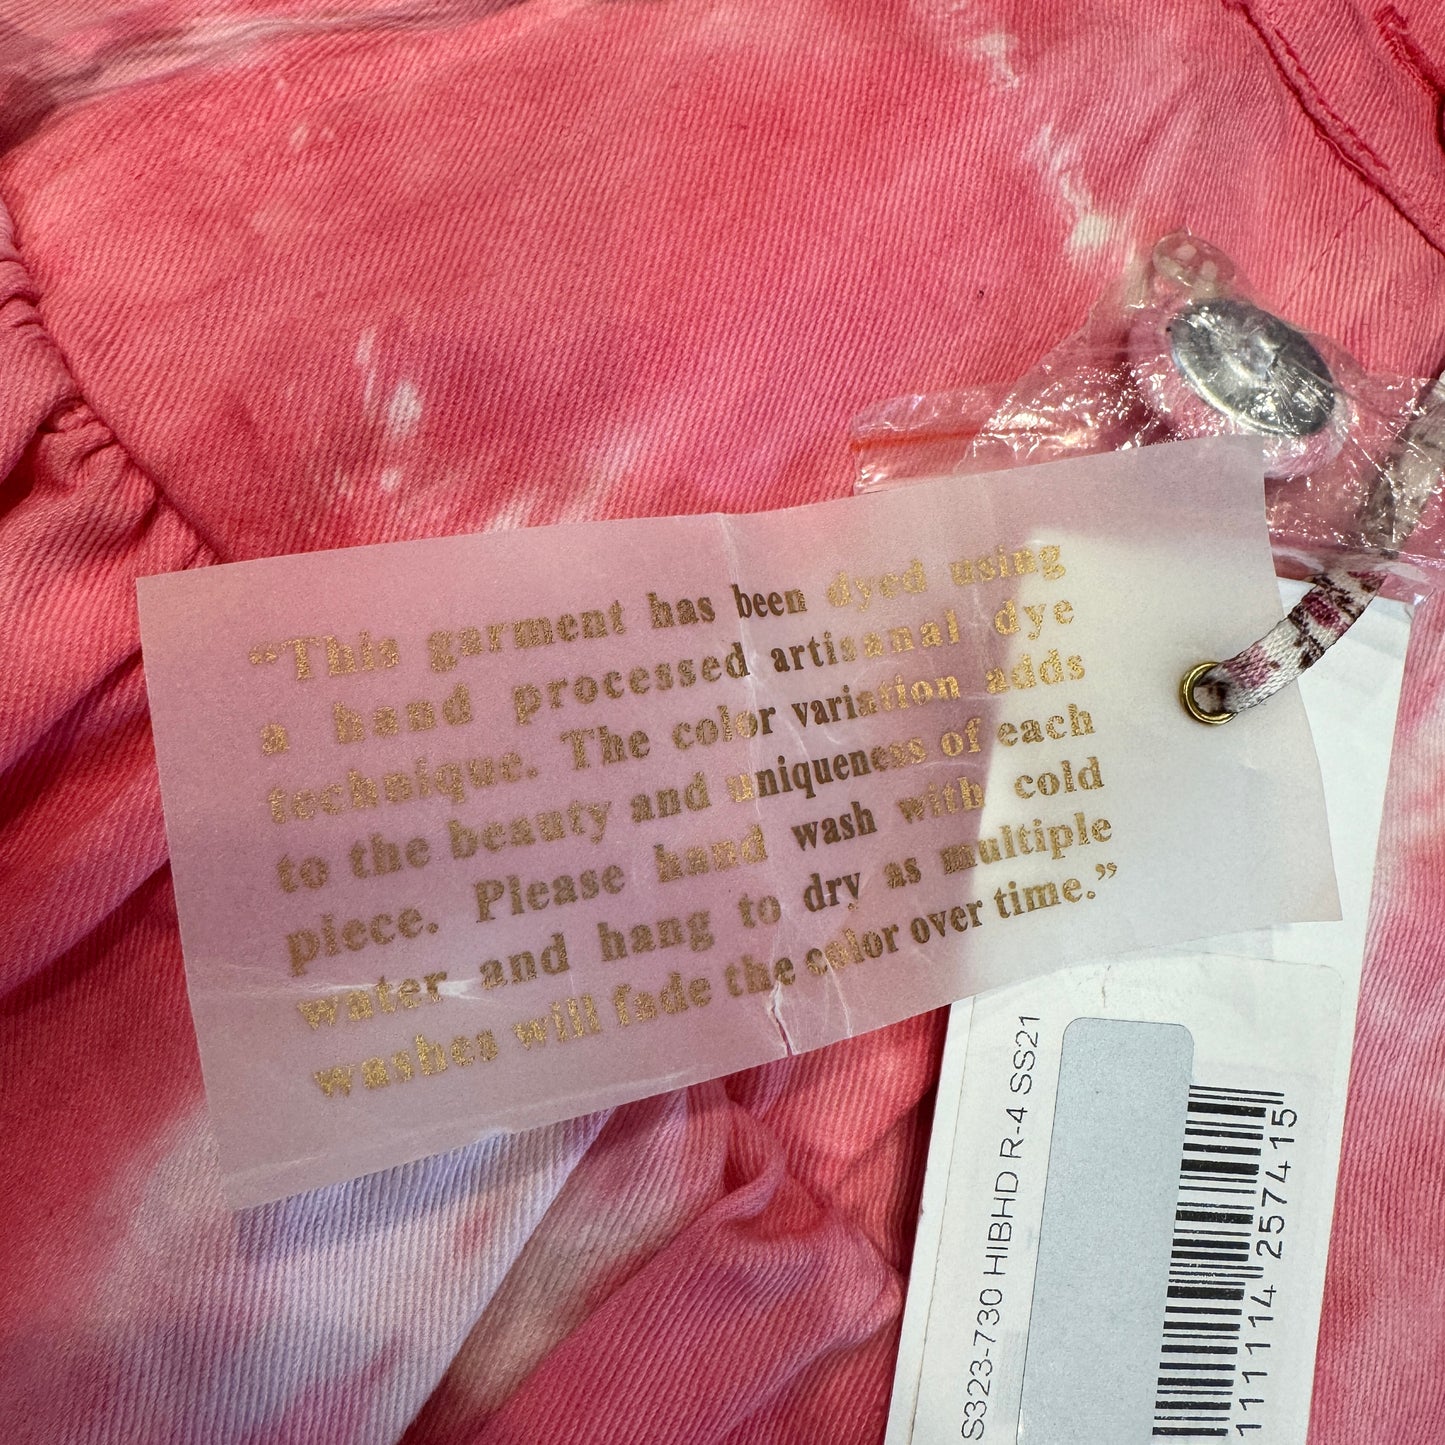 “This garment has been dyed using
a hand processed artisanal dye
technique. The color variation adds
to the beauty and uniqueness of each
piece. Please hand wash with cold
water and hang to dry as multiple
washes will fade the color over time.”
S323-730 HIBHD R-4 SS21
111114 257415